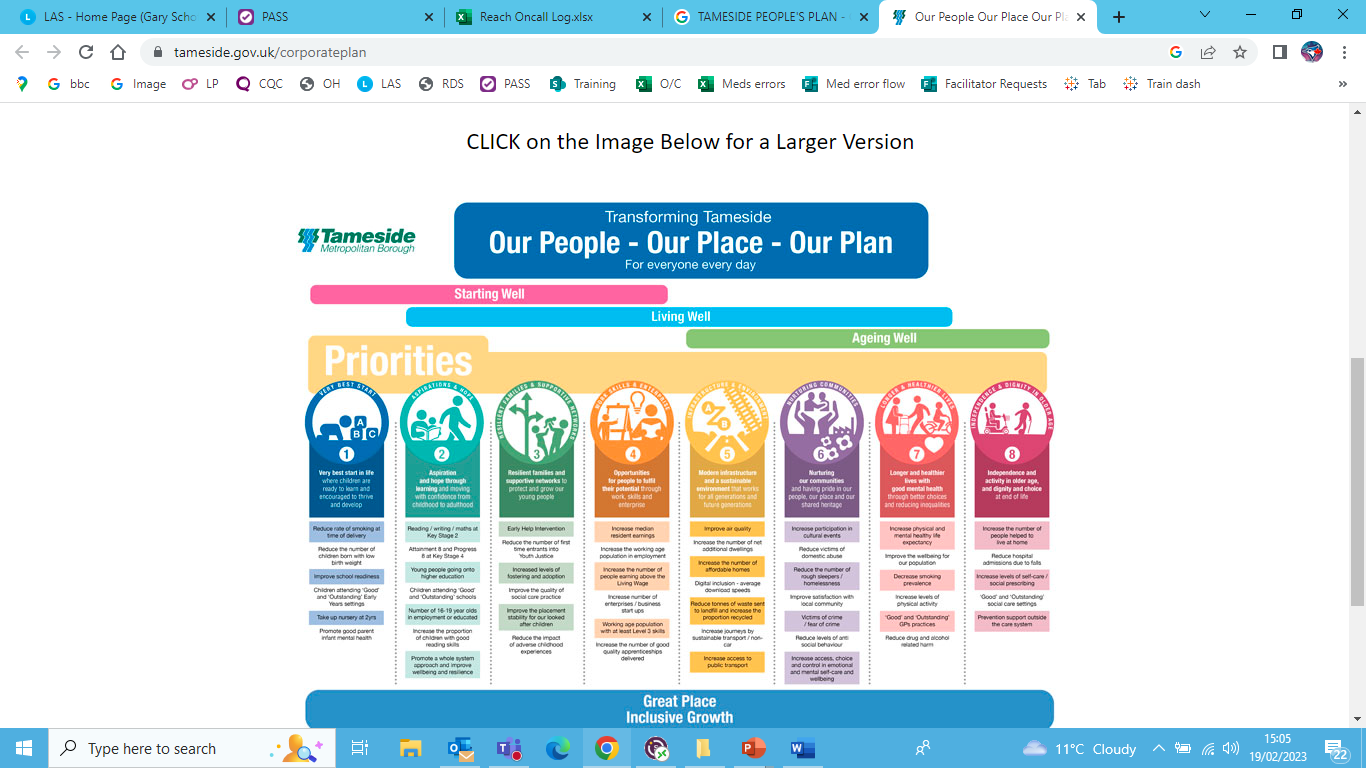 LAS - Home Page (Gary Scho
PASS
Reach Oncall Log.xlsx
TAMESIDE PEOPLE'S PLAN -
Our People Our Place Our Pl
tameside.gov.uk/corporateplan
bbc
Image
LP
CQC
OH
LAS
RDS
PASS
Training
O/C
Meds errors
Med error flow
Facilitator Requests
Tab
Train dash
CLICK on the Image Below for a Larger Version
Tameside
Metropolitan Borough
Transforming Tameside
Our People - Our Place - Our Plan
For everyone every day
Starting Well
Living Well
Ageing Well
Priorities
VERY BEST START
A
B C
1
Very best start in life
where children are
ready to learn and
encouraged to thrive
and develop
Reduce rate of smoking at
time of delivery
Reduce the number of
children born with low
birth weight
Improve school readiness
Children attending 'Good'
and 'Outstanding' Early
Years settings
Take up nursery at 2yrs
Promote good parent
infant mental health
ASPIRATIONS & HOPE
2
Aspiration
and hope through
learning and moving
with confidence from
childhood to adulthood
Reading / writing / maths at
Key Stage 2
Attainment 8 and Progress
8 at Key Stage 4
Young people going onto
higher education
Children attending 'Good'
and 'Outstanding' schools
Number of 16-19 year olds
in employment or educated
Increase the proportion
of children with good
reading skills
Promote a whole system
approach and improve
wellbeing and resilience
RESILIENT FAMILIES & SUPPORTIVE NETWORKS
3
Resilient families and
supportive networks to
protect and grow our
young people
Early Help Intervention
Reduce the number of first
time entrants into
Youth Justice
Increased levels of
fostering and adoption
Improve the quality of
social care practice
Improve the placement
stability for our looked
after children
Reduce the impact
of adverse childhood
experiences
WORK SKILLS & ENTERPRISE
4
Opportunities
for people to fulfil
their potential through
work, skills and
enterprise
Increase median
resident earnings
Increase the working age
population in employment
Increase the number of
people earning above the
Living Wage
Increase number of
enterprises / business
start ups
Working age population
with at least Level 3 skills
Increase the number of good
quality apprenticeships
delivered
INFRASTRUCTURE & ENVIRONMENT
A
B
5
Modern infrastructure
and a sustainable
environment that works
for all generations and
future generations
Improve air quality
Increase the number of net
additional dwellings
Increase the number of
affordable homes
Digital inclusion - average
download speeds
Reduce tonnes of waste sent
to landfill and increase the
proportion recycled
Increase journeys by
sustainable transport / non-
car
Increase access to
public transport
NURTURING COMMUNITIES
6
Nurturing
our communities
and having pride in our
people, our place and our
shared heritage
Increase participation in
cultural events
Reduce victims of
domestic abuse
Reduce the number of
rough sleepers /
homelessness
Improve satisfaction with
local community
Victims of crime
/ fear of crime
Reduce levels of anti
social behaviour
Increase access, choice
and control in emotional
and mental self-care and
wellbeing
LONGER & HEALTHIER LIVES
7
Longer and healthier
lives with
good mental health
through better choices
and reducing inequalities
Increase physical and
mental healthy life
expectancy
Improve the wellbeing for
our population
Decrease smoking
prevalence
Increase levels of
physical activity
'Good' and 'Outstanding'
GPs practices
Reduce drug and alcohol
related harm
INDEPENDENCE & DIGNITY IN OLDER AGE
8
Independence and
activity in older age,
and dignity and choice
at end of life
Increase the number of
people helped to
live at home
Reduce hospital
admissions due to falls
Increase levels of self-care /
social prescribing
'Good' and 'Outstanding'
social care settings
Prevention support outside
the care system
Great Place
Inclusive Growth
Type here to search
11°C Cloudy
15:05
19/02/2023
22